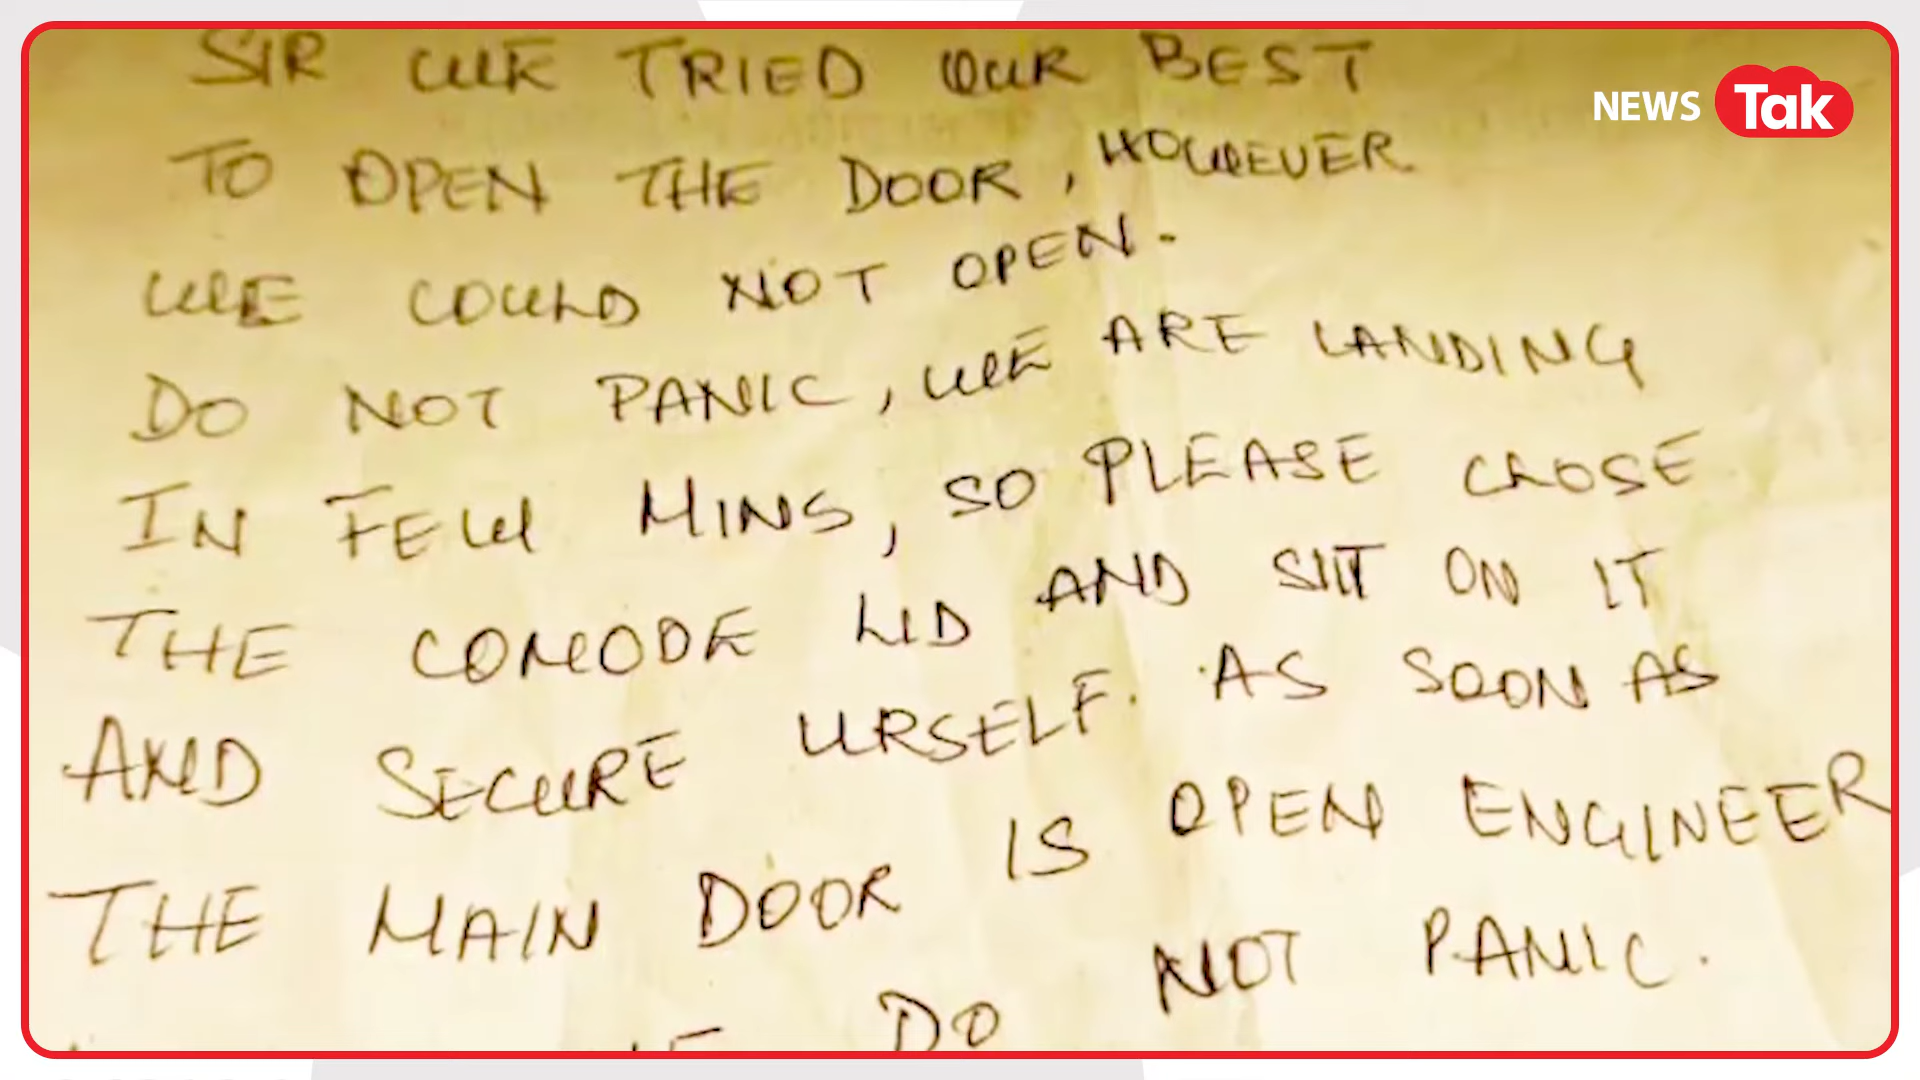 SIR WE TRIED OUR BEST
NEWS Tak
TO OPEN THE DOOR, HOWEVER
WE COULD NOT OPEN.
DO NOT PANIC, WE ARE LANDING
IN FEW MINS, SO PLEASE CLOSE
THE COMODE LID AND SIT ON IT
AND SECURE URSELF. AS SOON AS
THE MAIN DOOR IS OPEN ENGINEER
DO NOT PANIC.